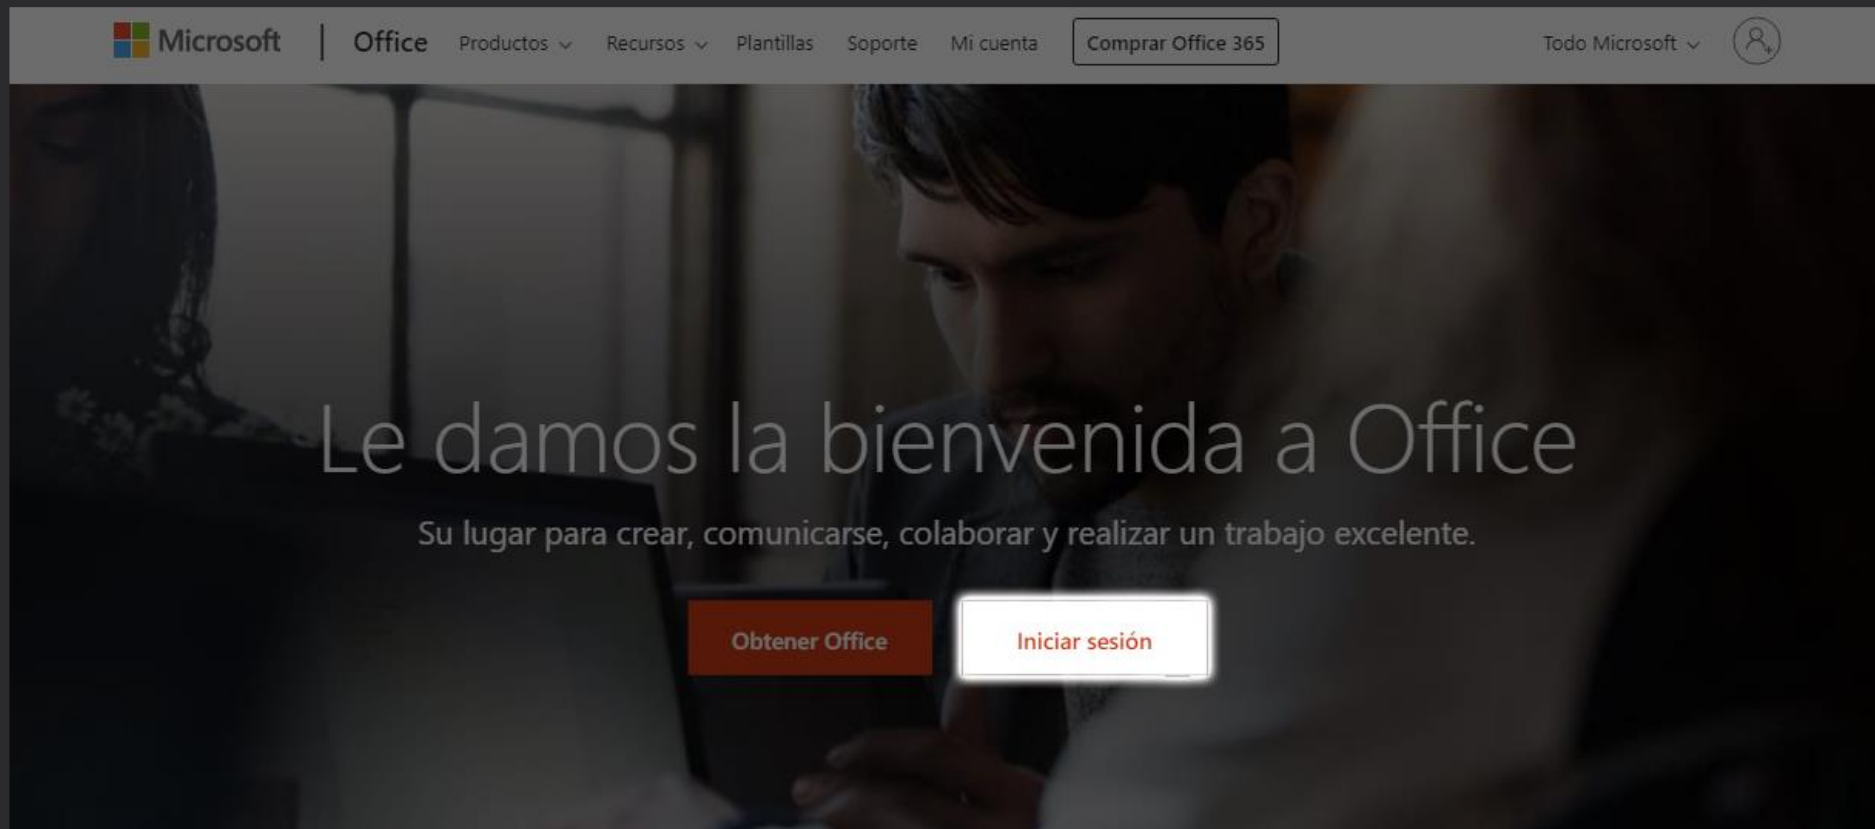 Microsoft | Office Productos Recursos Plantillas Soporte Mi cuenta Comprar Office 365 Todo Microsoft
Le damos la bienvenida a Office
Su lugar para crear, comunicarse, colaborar y realizar un trabajo excelente.
Obtener Office Iniciar sesión